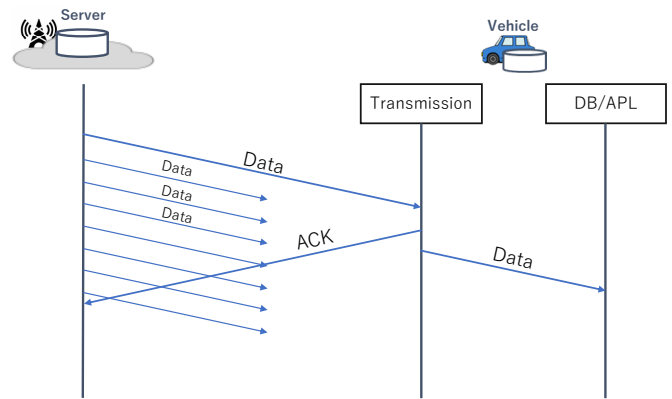 Server
Vehicle
Transmission
DB/APL
Data
Data
Data
Data
ACK
Data